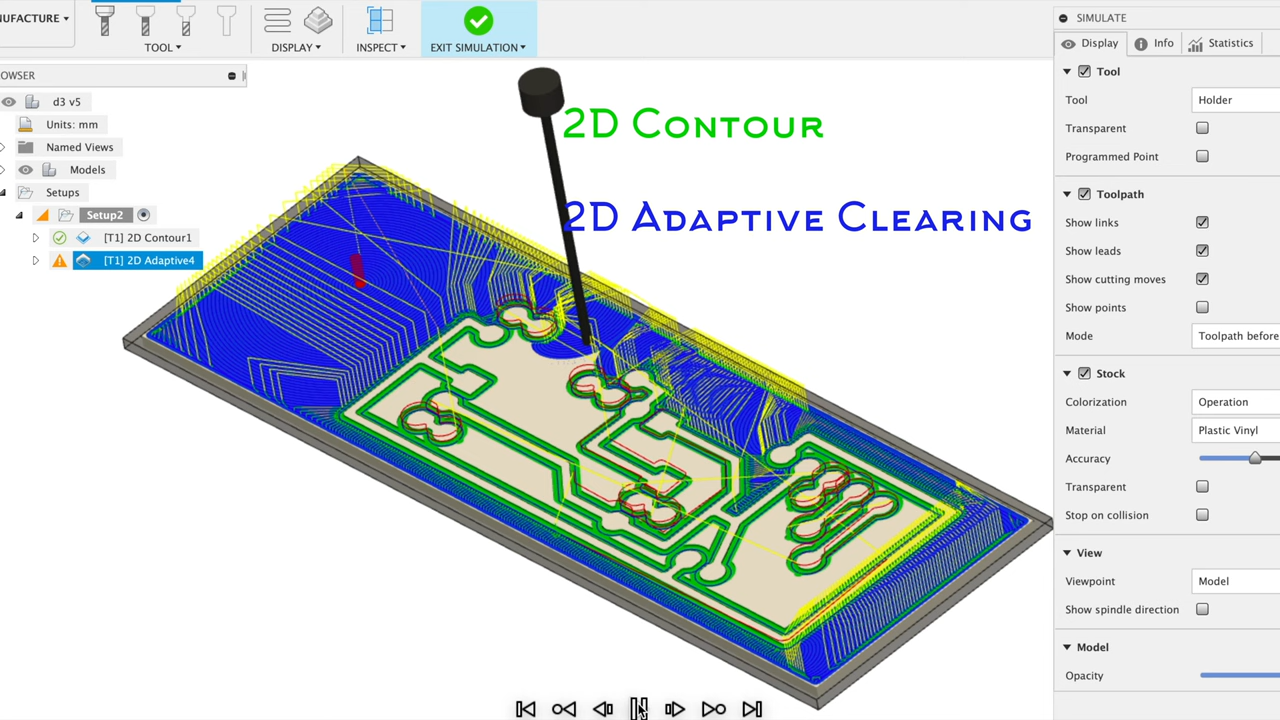 NUFACTURE ▾
TOOL ▾
DISPLAY ▾
INSPECT ▾
EXIT SIMULATION ▾
OWSER
d3 v5
Units: mm
Named Views
Models
Setups
Setup2
[T1] 2D Contour1
[T1] 2D Adaptive4
2D Contour
2D Adaptive Clearing
SIMULATE
Display
Info
Statistics
Tool
Tool
Holder
Transparent
Programmed Point
Toolpath
Show links
Show leads
Show cutting moves
Show points
Mode
Toolpath before
Stock
Colorization
Operation
Material
Plastic Vinyl
Accuracy
Transparent
Stop on collision
View
Viewpoint
Model
Show spindle direction
Model
Opacity